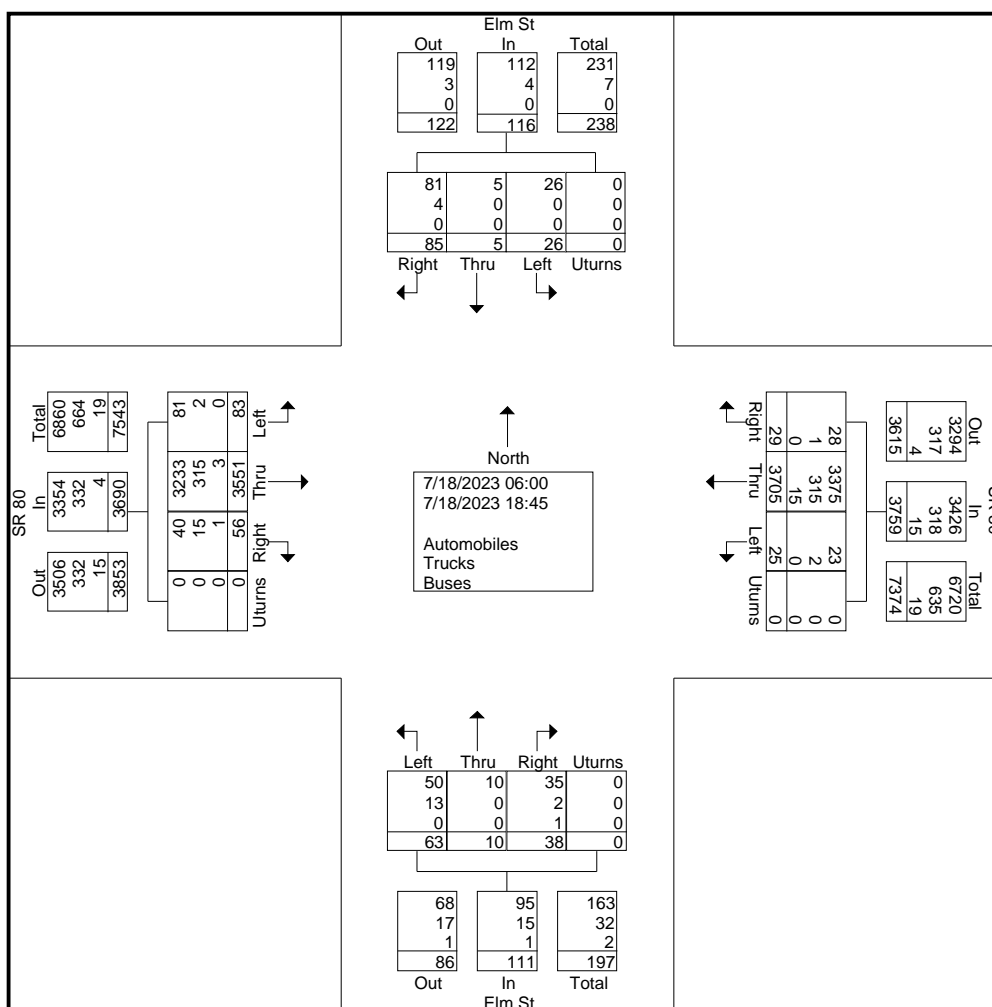 Elm St
Out In Total
119 112 231
3 4 7
0 0 0
122 116 238
81 5 26 0
4 0 0 0
0 0 0 0
85 5 26 0
Right Thru Left Uturns
SR 80
Total In Out
6860 3354 3506
664 332 332
19 4 15
7543 3690 3853
81 3233 40 0
2 315 15 0
0 3 1 0
83 3551 56 0
Left Thru Right Uturns
North
7/18/2023 06:00
7/18/2023 18:45
Automobiles
Trucks
Buses
Right Thru Left Uturns
29 3705 25 0
0 15 0 0
1 315 2 0
28 3375 23 0
Out In Total
3294 3426 6720
317 318 635
4 15 19
3615 3759 7374
Left Thru Right Uturns
50 10 35 0
13 0 2 0
0 0 1 0
63 10 38 0
68 95 163
17 15 32
1 1 2
86 111 197
Out In Total
Elm St